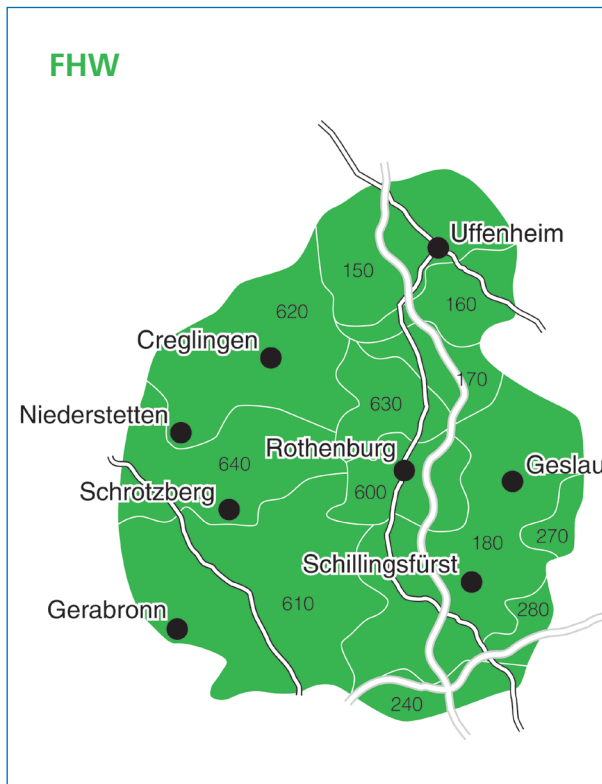 FHW
Uffenheim
150
160
620
Creglingen
170
630
Niederstetten
Rothenburg
640
Geslau
Schrotzberg
600
270
180
Schillingsfürst
610
280
Gerabronn
240